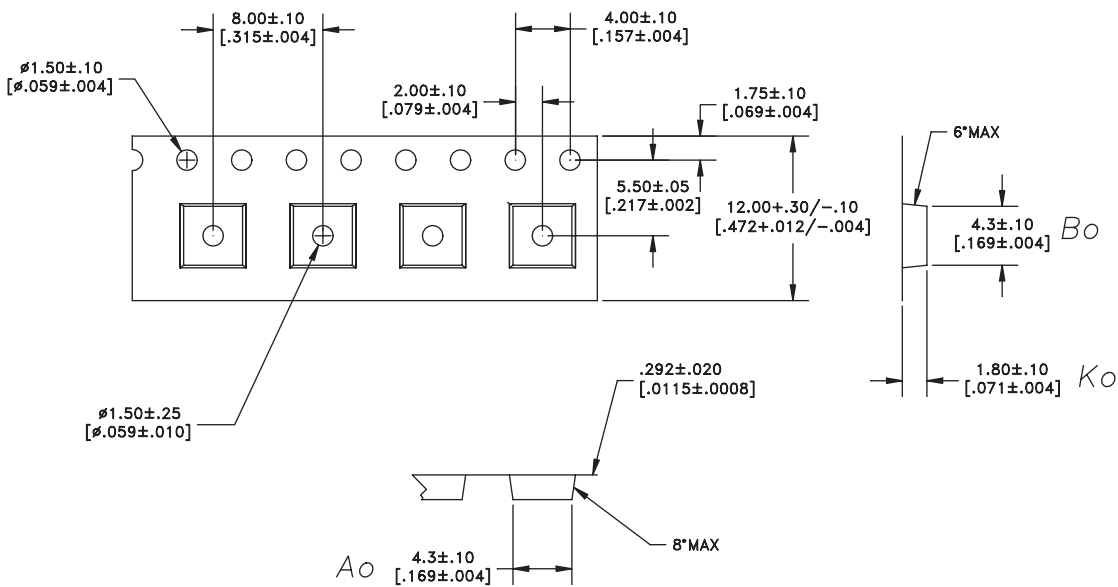 8.00±.10
[.315±.004]
4.00±.10
[.157±.004]
ø1.50±.10
[ø.059±.004]
2.00±.10
[.079±.004]
1.75±.10
[.069±.004]
6°MAX
5.50±.05
[.217±.002]
12.00+.30/-.10
[.472+.012/-.004]
4.3±.10
[.169±.004]
Bo
1.80±.10
[.071±.004]
Ko
.292±.020
[.0115±.0008]
ø1.50±.25
[ø.059±.010]
8°MAX
Ao
4.3±.10
[.169±.004]